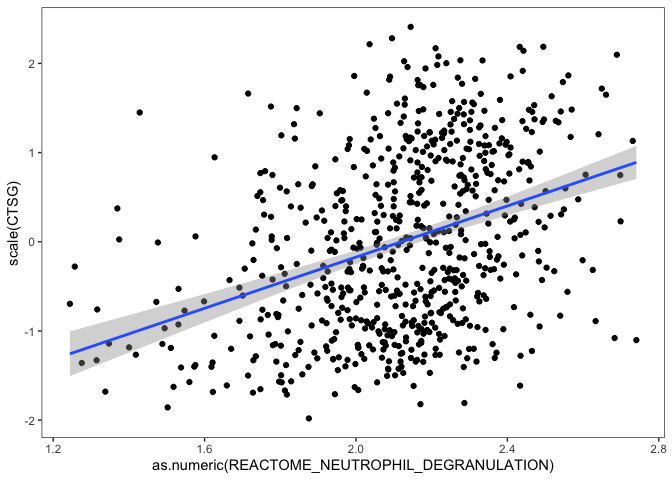 2
1
0
-1
-2
scale(CTSG)
1.2 1.6 2.0 2.4 2.8
as.numeric(REACTOME_NEUTROPHIL_DEGRANULATION)